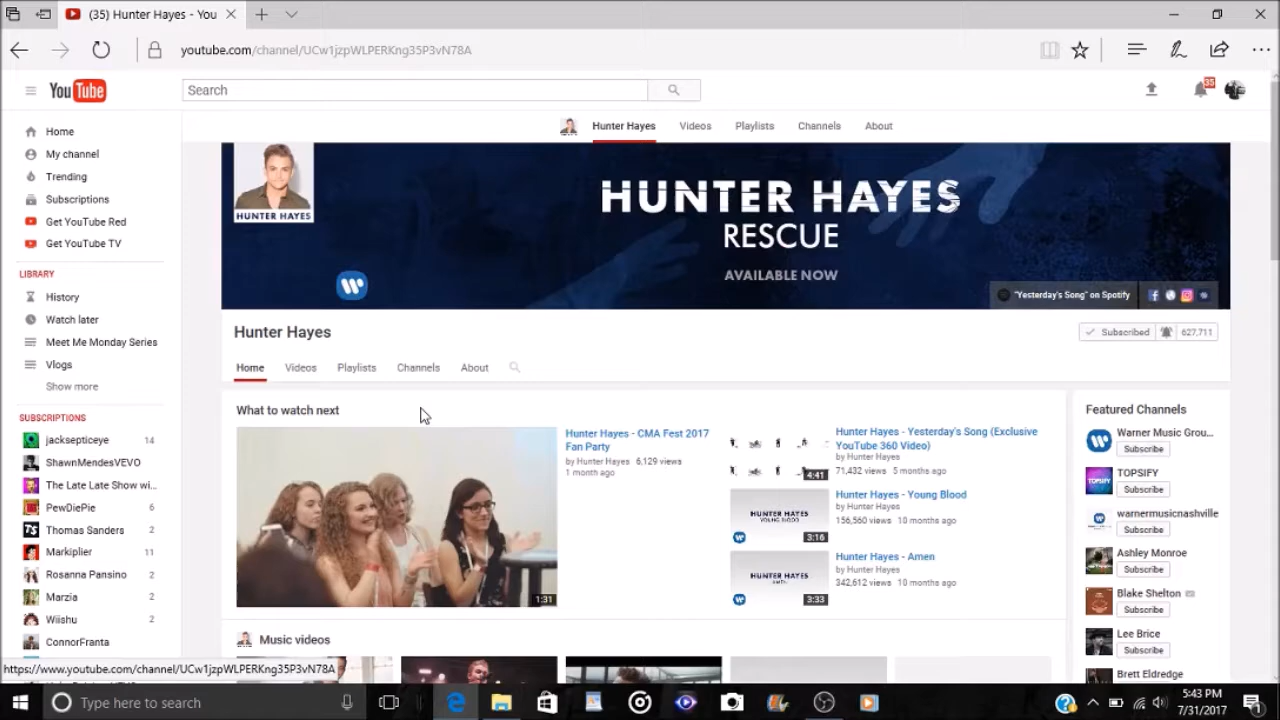 (35) Hunter Hayes - You
youtube.com/channel/UCw1jzpWLPERKng35P3vN78A
YouTube
Search
35
Hunter Hayes Videos Playlists Channels About
Home
My channel
Trending
Subscriptions
Get YouTube Red
Get YouTube TV
LIBRARY
History
Watch later
Meet Me Monday Series
Vlogs
Show more
SUBSCRIPTIONS
jacksepticeye 14
ShawnMendesVEVO
The Late Late Show wi...
PewDiePie 6
Thomas Sanders 2
Markiplier 11
Rosanna Pansino 2
Marzia 2
Wiishu 2
ConnorFranta
https://www.youtube.com/channel/UCw1jzpWLPERKng35P3vN78A
HUNTER HAYES
HUNTER HAYES
RESCUE
AVAILABLE NOW
"Yesterday's Song" on Spotify
Hunter Hayes
Subscribed 627,711
Home Videos Playlists Channels About
What to watch next
1:31
Hunter Hayes - CMA Fest 2017
Fan Party
by Hunter Hayes 6,129 views
1 month ago
4:41
Hunter Hayes - Yesterday's Song (Exclusive
YouTube 360 Video)
by Hunter Hayes
71,432 views 5 months ago
HUNTER HAYES
YOUNG BLOOD
3:16
Hunter Hayes - Young Blood
by Hunter Hayes
156,560 views 10 months ago
HUNTER HAYES
3:33
Hunter Hayes - Amen
by Hunter Hayes
342,612 views 10 months ago
Music videos
Featured Channels
Warner Music Grou...
Subscribe
TOPSIFY
TOPSIFY
Subscribe
warnermusicnashville
Subscribe
Ashley Monroe
Subscribe
Blake Shelton
Subscribe
Lee Brice
Subscribe
Brett Eldredge
Type here to search
5:43 PM
7/31/2017